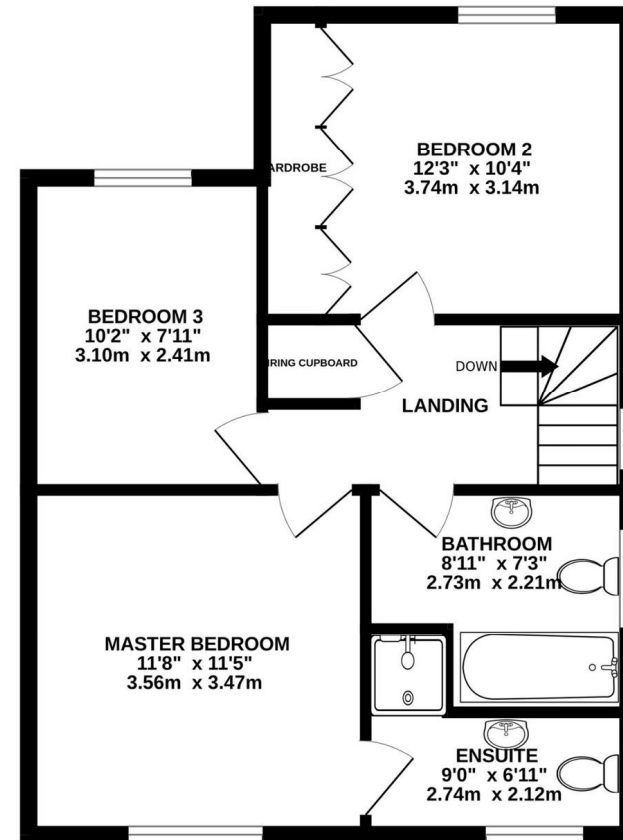 BEDROOM 2
12'3" x 10'4"
3.74m x 3.14m
ARDROBE
BEDROOM 3
10'2" x 7'11"
3.10m x 2.41m
IRING CUPBOARD
DOWN
LANDING
BATHROOM
8'11" x 7'3"
2.73m x 2.21m
MASTER BEDROOM
11'8" x 11'5"
3.56m x 3.47m
ENSUITE
9'0" x 6'11"
2.74m x 2.12m